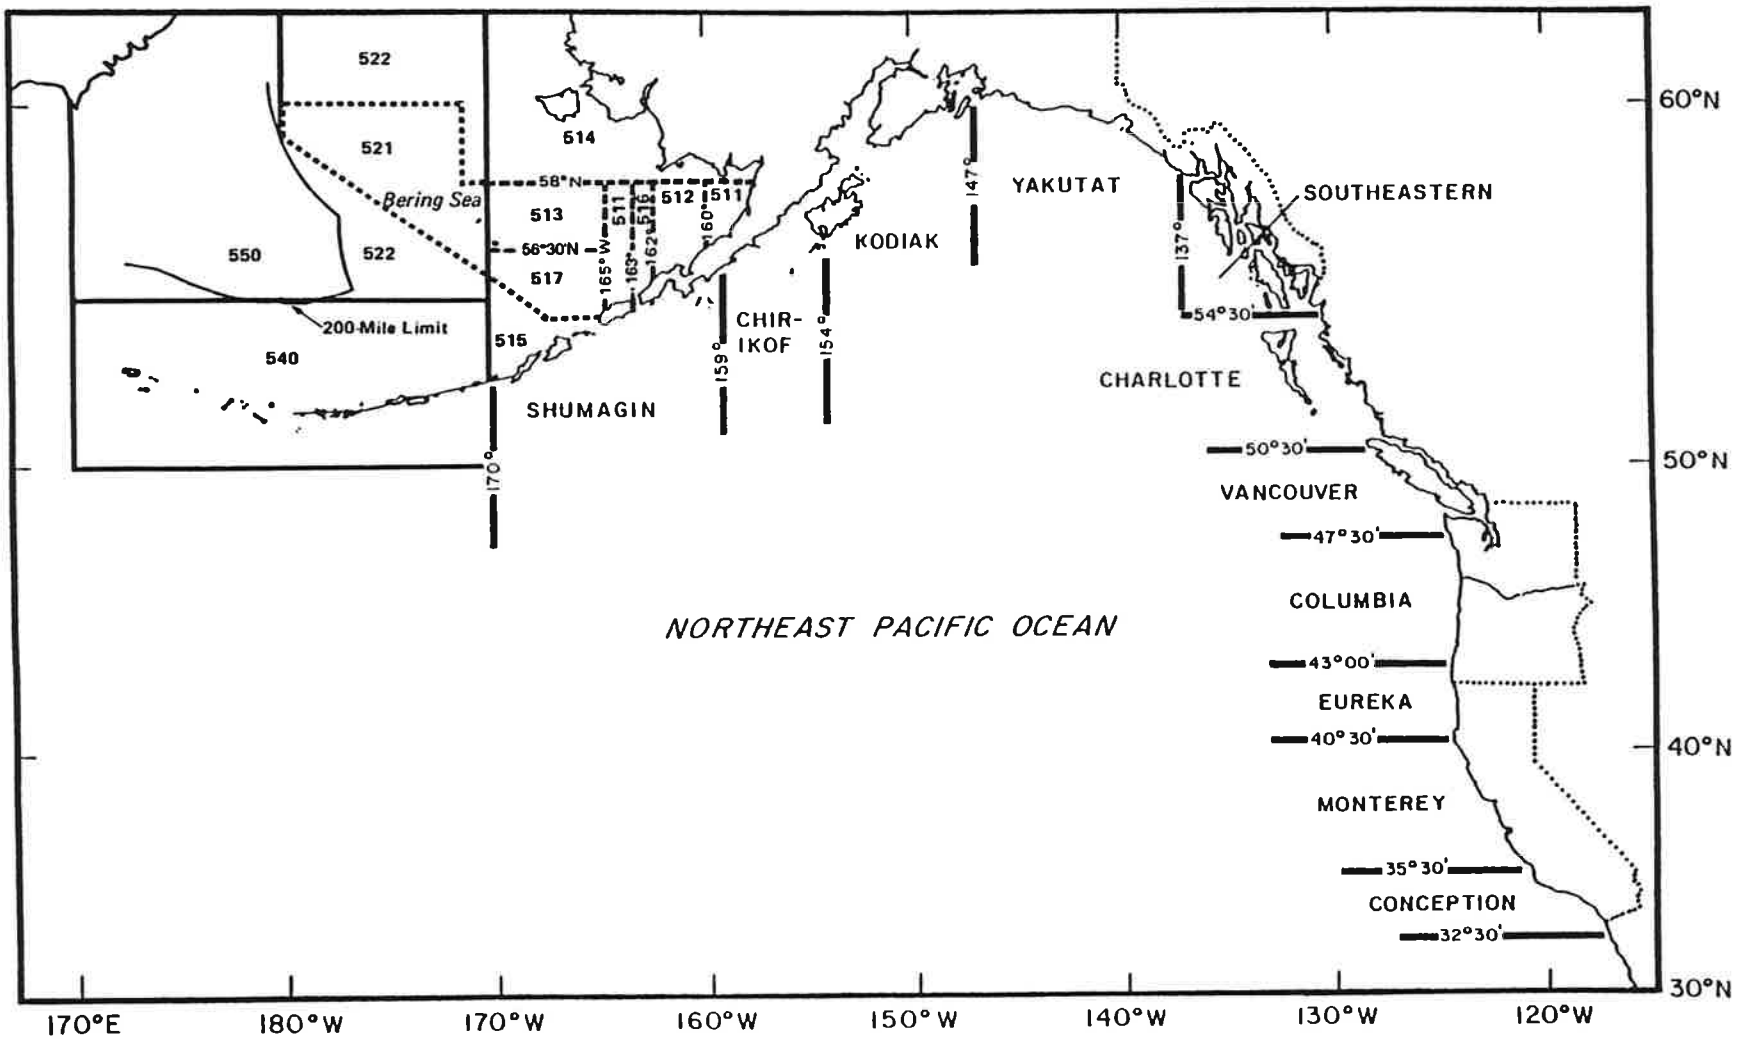 522
60°N
514
521
58°N
512
511
147°
YAKUTAT
SOUTHEASTERN
Bering Sea
513
511
516
160°
KODIAK
137°
550
522
56°30'N
517
165°W
163°
162°
200-Mile Limit
CHIR-
IKOF
154°
54°30'
540
515
159°
CHARLOTTE
SHUMAGIN
170°
50°30'
50°N
VANCOUVER
47°30'
COLUMBIA
NORTHEAST PACIFIC OCEAN
43°00'
EUREKA
40°30'
40°N
MONTEREY
35°30'
CONCEPTION
32°30'
30°N
170°E
180°W
170°W
160°W
150°W
140°W
130°W
120°W